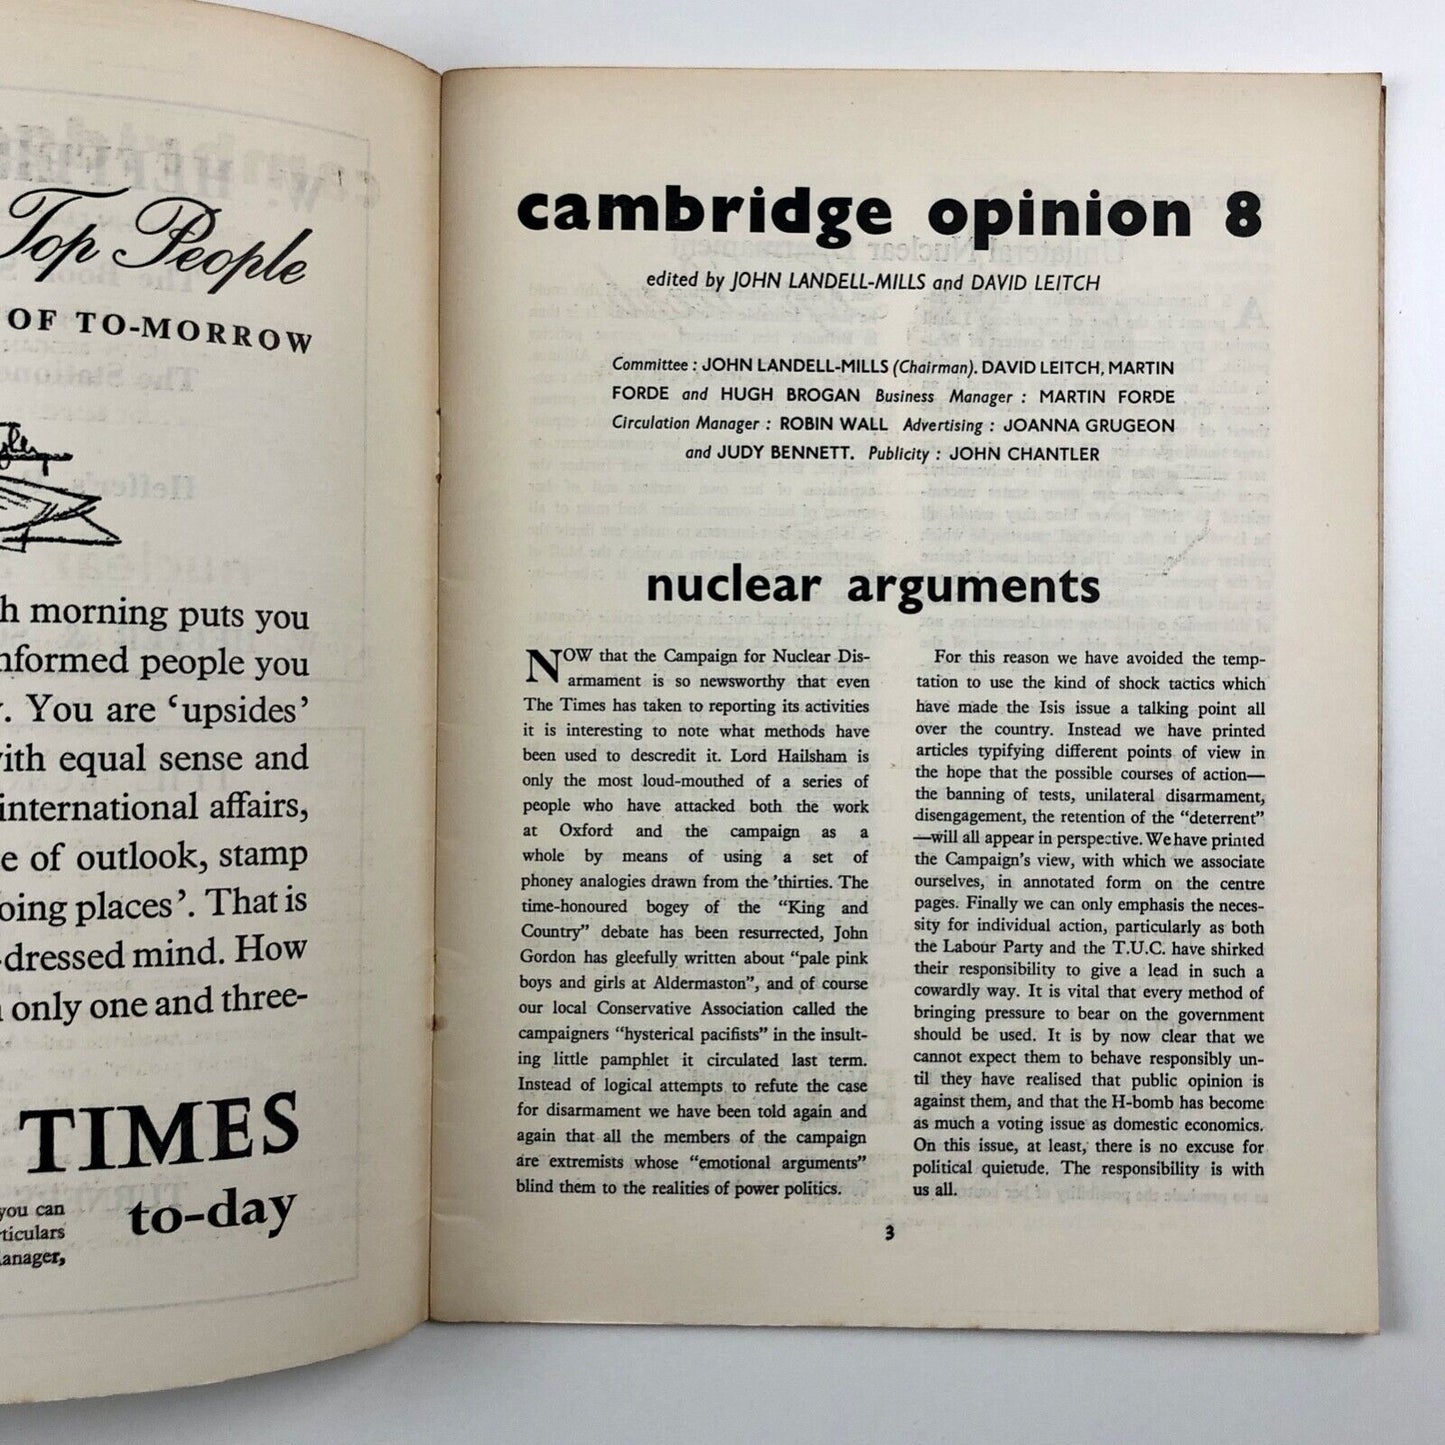 Top People
OF TO-MORROW
morning puts you
informed people you
You are ‘upsides’
with equal sense and
international affairs,
of outlook, stamp
places’. That is
-dressed mind. How
only one and three-
TIMES
to-day
you can
cambridge opinion 8
edited by JOHN LANDELL-MILLS and DAVID LEITCH
Committee : JOHN LANDELL-MILLS (Chairman). DAVID LEITCH, MARTIN
FORDE and HUGH BROGAN Business Manager : MARTIN FORDE
Circulation Manager : ROBIN WALL Advertising : JOANNA GRUGEON
and JUDY BENNETT. Publicity : JOHN CHANTLER
nuclear arguments
NOW that the Campaign for Nuclear Dis-
armament is so newsworthy that even
The Times has taken to reporting its activities
it is interesting to note what methods have
been used to descredit it. Lord Hailsham is
only the most loud-mouthed of a series of
people who have attacked both the work
at Oxford and the campaign as a
whole by means of using a set of
phoney analogies drawn from the 'thirties. The
time-honoured bogey of the “King and
Country” debate has been resurrected, John
Gordon has gleefully written about “pale pink
boys and girls at Aldermaston”, and of course
our local Conservative Association called the
campaigners “hysterical pacifists” in the insult-
ing little pamphlet it circulated last term.
Instead of logical attempts to refute the case
for disarmament we have been told again and
again that all the members of the campaign
are extremists whose “emotional arguments”
blind them to the realities of power politics.
For this reason we have avoided the temp-
tation to use the kind of shock tactics which
have made the Isis issue a talking point all
over the country. Instead we have printed
articles typifying different points of view in
the hope that the possible courses of action—
the banning of tests, unilateral disarmament,
disengagement, the retention of the “deterrent”
—will all appear in perspective. We have printed
the Campaign’s view, with which we associate
ourselves, in annotated form on the centre
pages. Finally we can only emphasis the neces-
sity for individual action, particularly as both
the Labour Party and the T.U.C. have shirked
their responsibility to give a lead in such a
cowardly way. It is vital that every method of
bringing pressure to bear on the government
should be used. It is by now clear that we
cannot expect them to behave responsibly un-
til they have realised that public opinion is
against them, and that the H-bomb has become
as much a voting issue as domestic economics.
On this issue, at least, there is no excuse for
political quietude. The responsibility is with
us all.
3